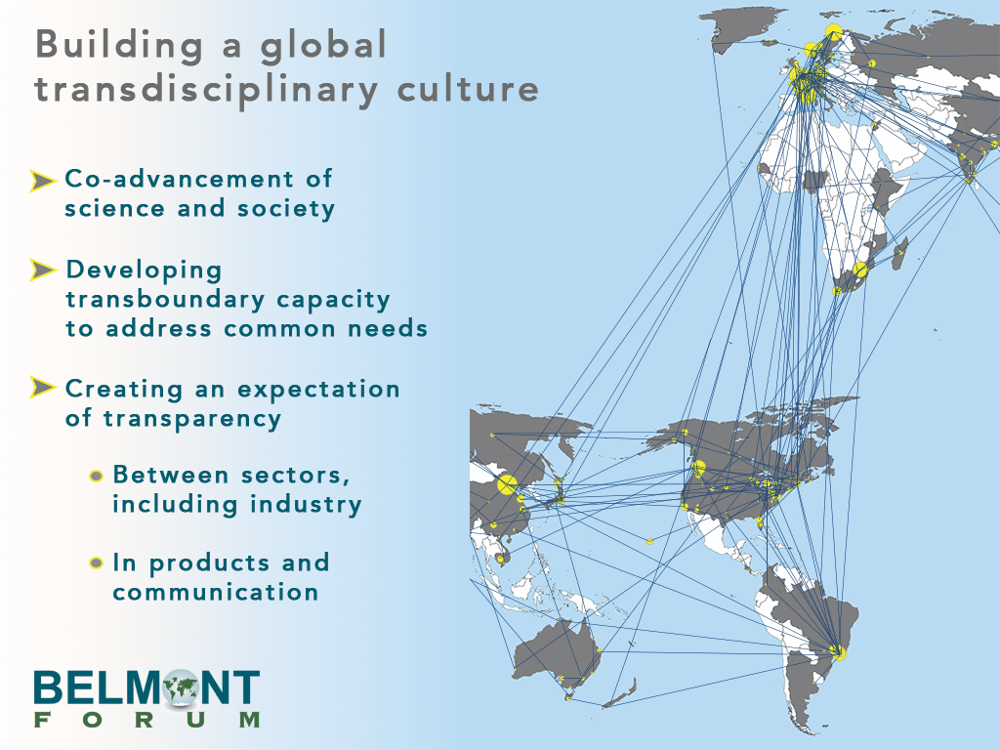 Building a global
transdisciplinary culture
Co-advancement of
science and society
Developing
transboundary capacity
to address common needs
Creating an expectation
of transparency
Between sectors,
including industry
In products and
communication
BELMONT
FORUM